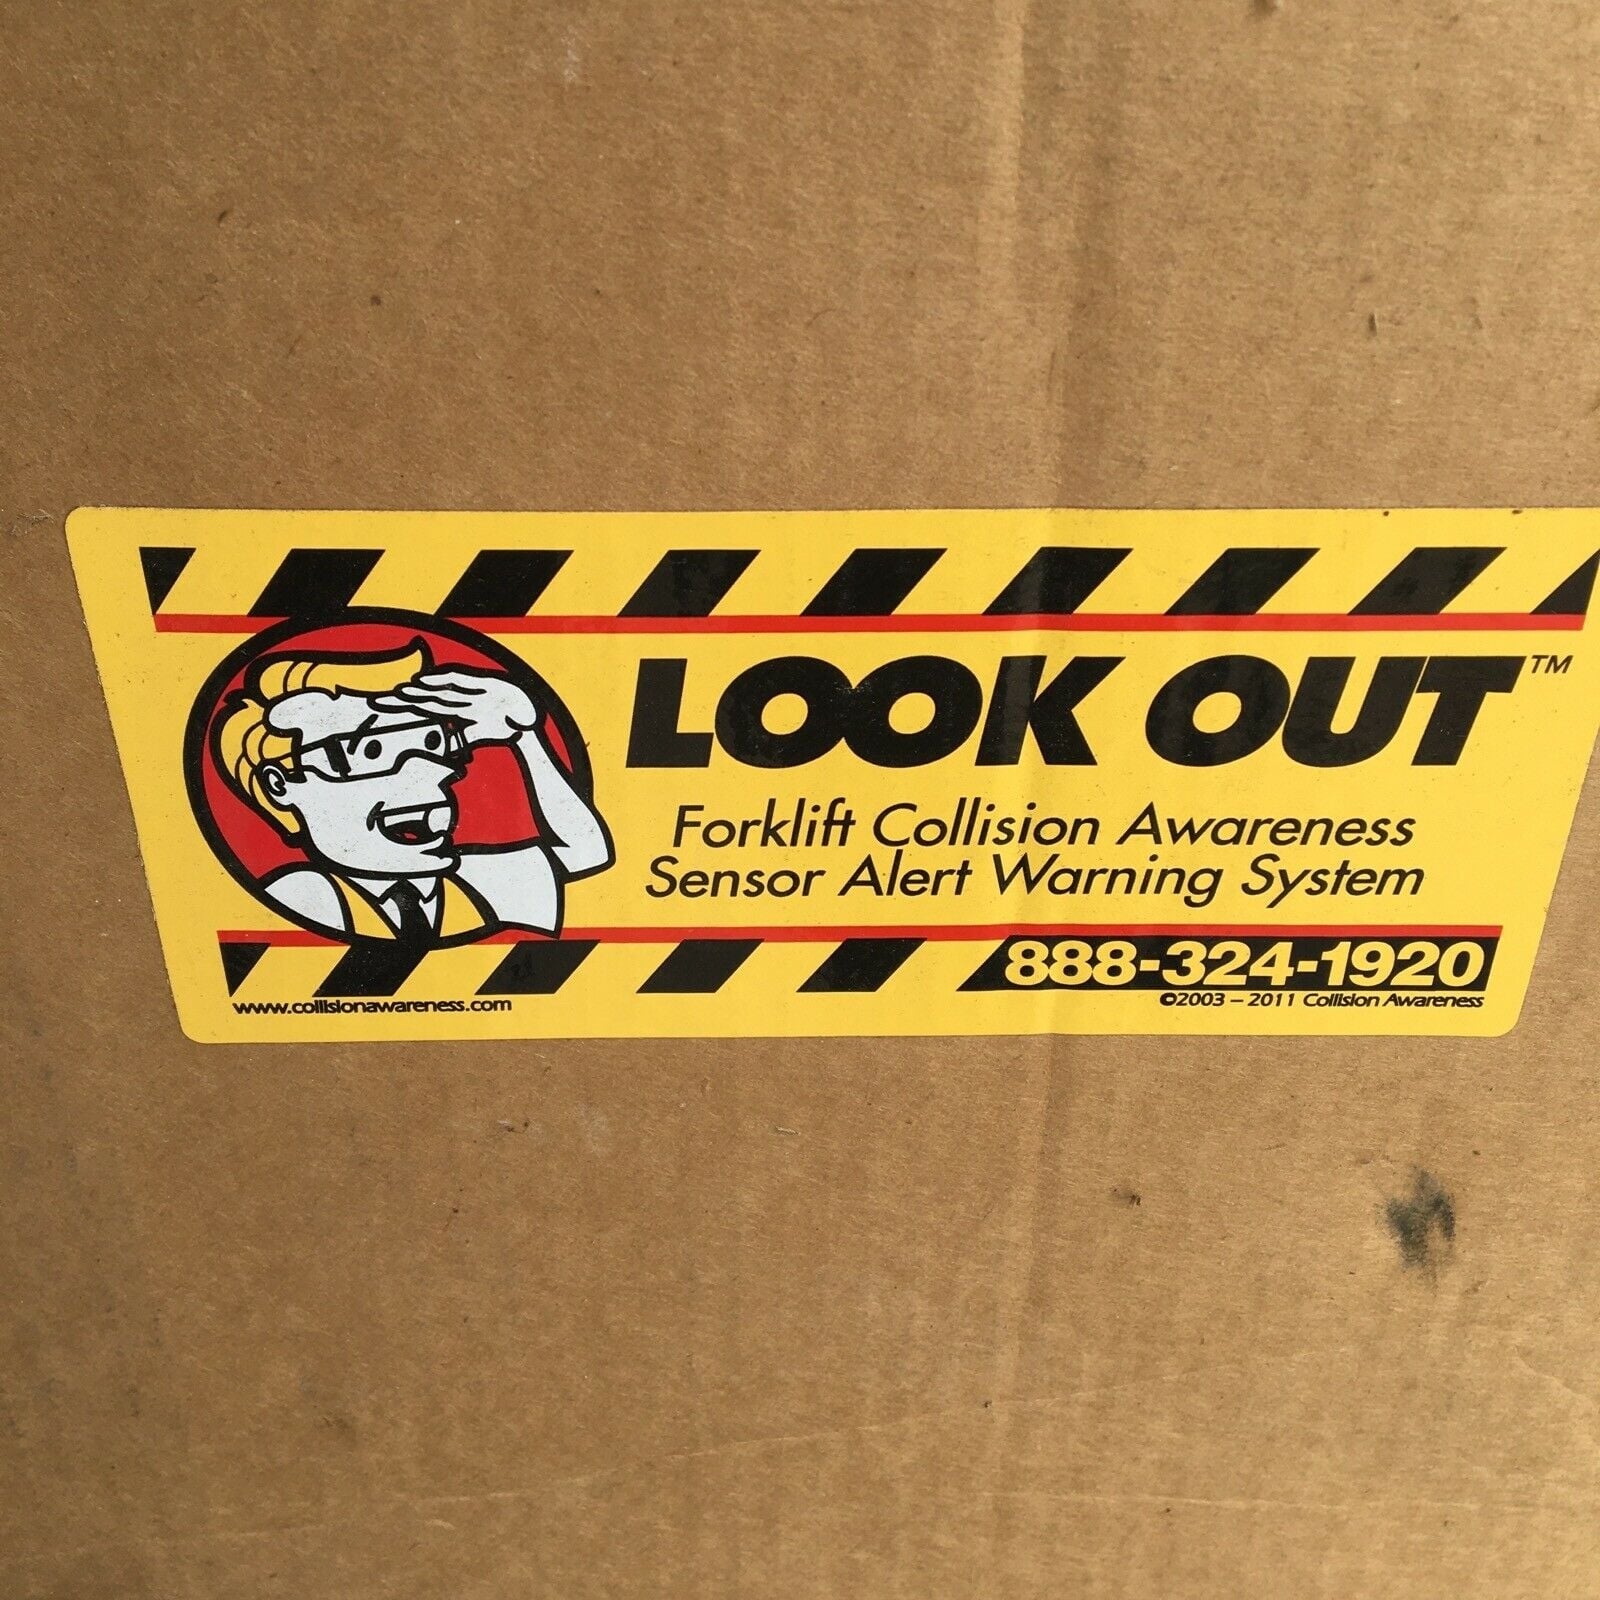 LOOK OUT™
Forklift Collision Awareness
Sensor Alert Warning System
888-324-1920
www.collisionawareness.com
©2003 – 2011 Collision Awareness